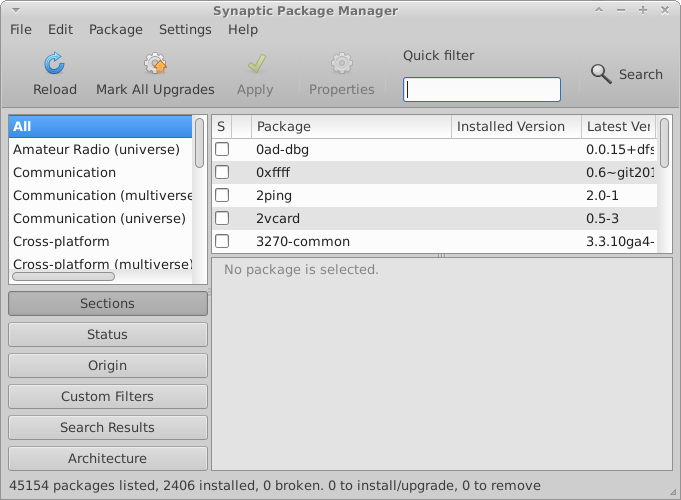 Synaptic Package Manager
File Edit Package Settings Help
Reload Mark All Upgrades Apply Properties
Quick filter
Search
All
Amateur Radio (universe)
Communication
Communication (multiverse
Communication (universe)
Cross-platform
Cross-platform (multiverse)
S Package Installed Version Latest Ver
0ad-dbg 0.0.15+dfs
0xffff 0.6~git201
2ping 2.0-1
2vcard 0.5-3
3270-common 3.3.10ga4-
No package is selected.
Sections
Status
Origin
Custom Filters
Search Results
Architecture
45154 packages listed, 2406 installed, 0 broken. 0 to install/upgrade, 0 to remove